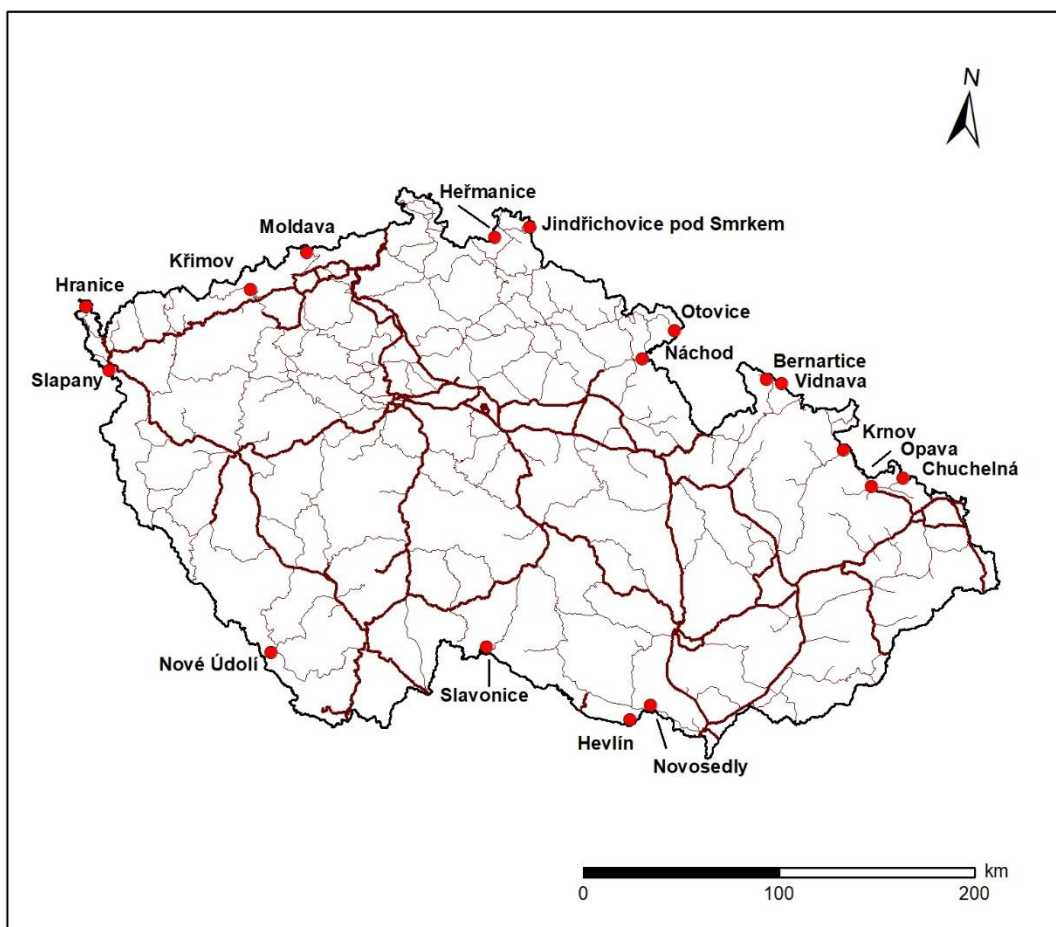 N
Heřmanice
Moldava
Jindřichovice pod Smrkem
Křimov
Hranice
Otovice
Náchod
Slapany
Bernartice
Vidnava
Krnov
Opava
Chuchelná
Nové Údolí
Slavonice
Hevlín
Novosedly
km
0 100 200